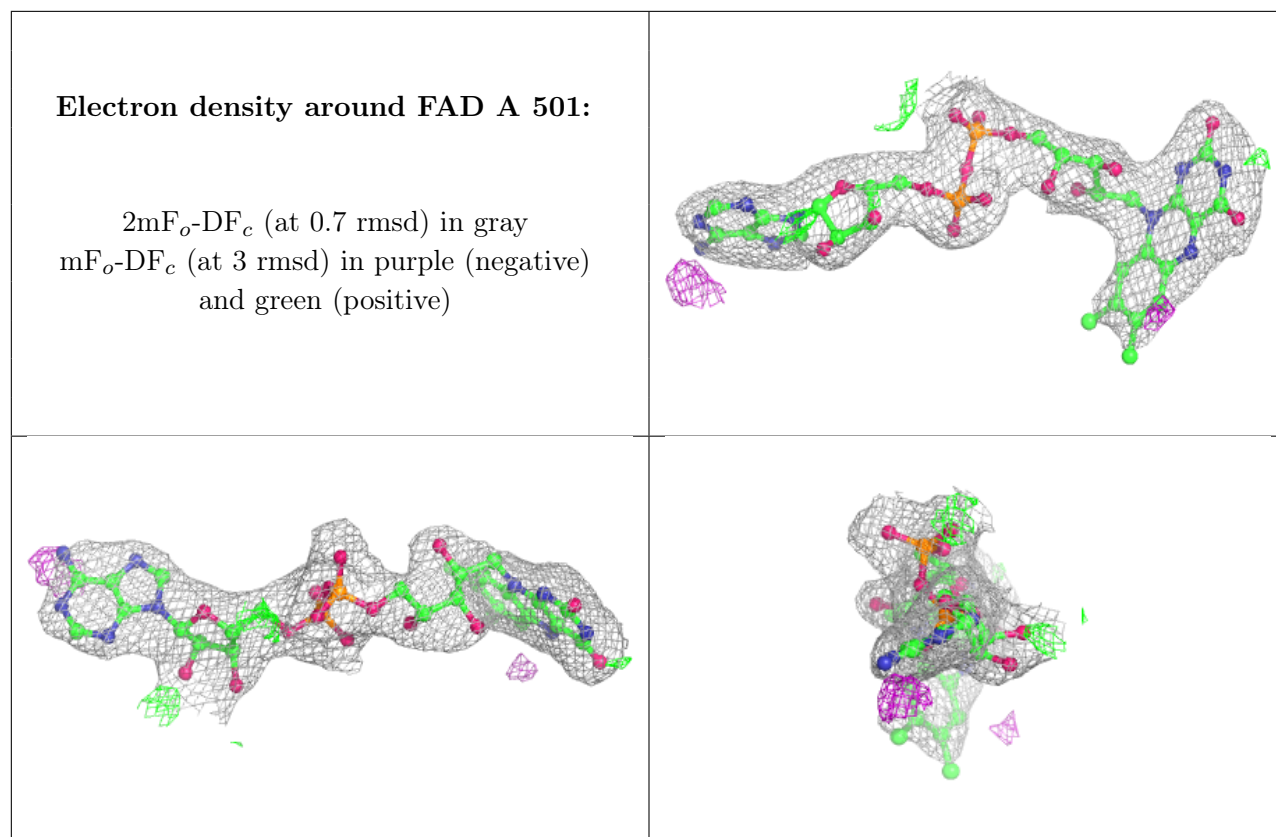 Electron density around FAD A 501:
2mFo-DFc (at 0.7 rmsd) in gray
mFo-DFc (at 3 rmsd) in purple (negative)
and green (positive)